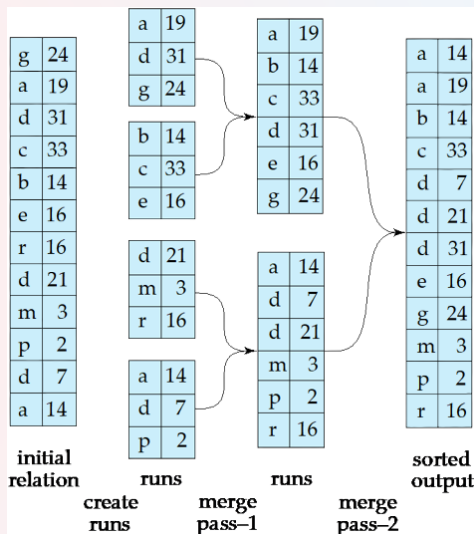 g 24
a 19
d 31
c 33
b 14
e 16
r 16
d 21
m 3
p 2
d 7
a 14
initial
relation
a 19
d 31
g 24
b 14
c 33
e 16
d 21
m 3
r 16
a 14
d 7
p 2
runs
create
runs
a 19
b 14
c 33
d 31
e 16
g 24
a 14
d 7
d 21
m 3
p 2
r 16
runs
merge
pass–1
a 14
a 19
b 14
c 33
d 7
d 21
d 31
e 16
g 24
m 3
p 2
r 16
sorted
output
merge
pass–2